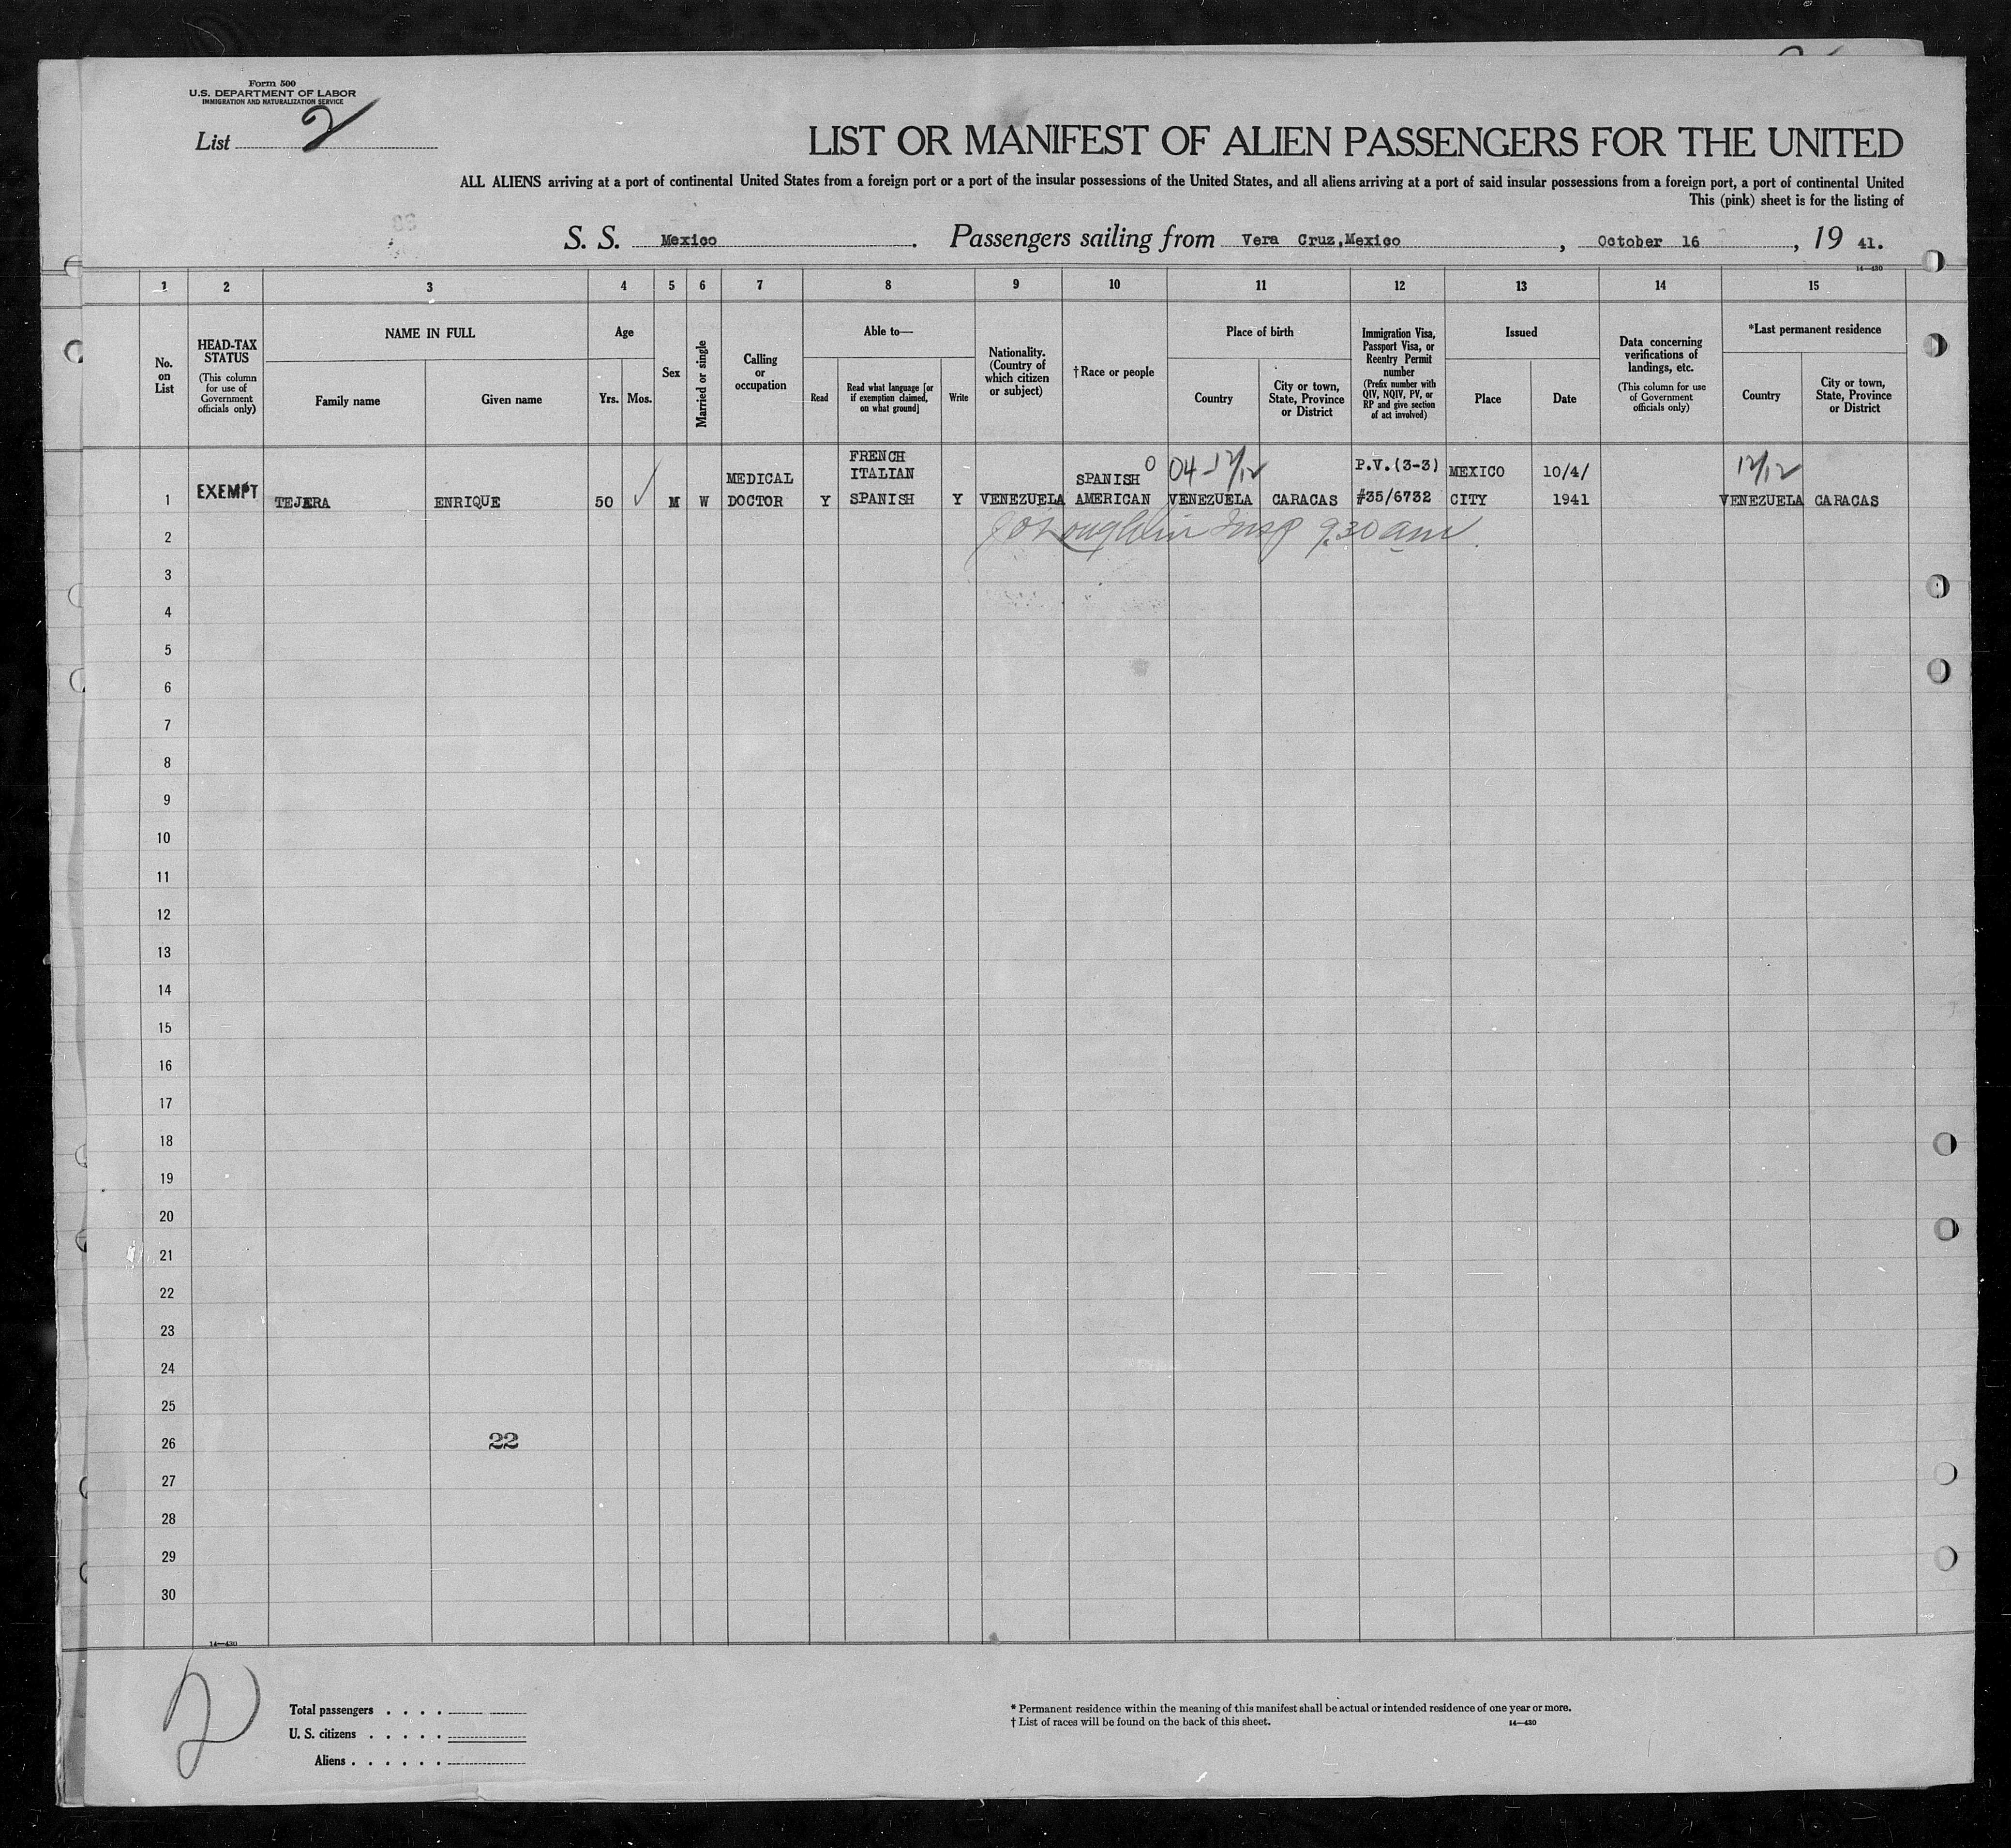 Form 500
U.S. DEPARTMENT OF LABOR
IMMIGRATION AND NATURALIZATION SERVICE
List 2
LIST OR MANIFEST OF ALIEN PASSENGERS FOR THE UNITED
ALL ALIENS arriving at a port of continental United States from a foreign port or a port of the insular possessions of the United States, and all aliens arriving at a port of said insular possessions from a foreign port, a port of continental United
This (pink) sheet is for the listing of
S. S. Mexico. Passengers sailing from Vera Cruz,Mexico, October 16, 19 41.
14—430
1 2 3 4 5 6 7 8 9 10 11 12 13 14 15
No. on List
HEAD-TAX STATUS
(This column for use of Government officials only)
NAME IN FULL
Family name
Given name
Age
Yrs. Mos.
Sex
Married or single
Calling or occupation
Able to—
Read
Read what language [or if exemption claimed, on what ground]
Write
Nationality. (Country of which citizen or subject)
†Race or people
Place of birth
Country
City or town, State, Province or District
Immigration Visa, Passport Visa, or Reentry Permit number
(Prefix number with QIV, NQIV, PV, or RP and give section of act involved)
Issued
Place
Date
Data concerning verifications of landings, etc.
(This column for use of Government officials only)
*Last permanent residence
Country
City or town, State, Province or District
1 EXEMPT TEJERA ENRIQUE 50 M W MEDICAL DOCTOR Y FRENCH ITALIAN SPANISH Y VENEZUELA SPANISH AMERICAN VENEZUELA CARACAS P.V.(3-3) #35/6732 MEXICO CITY 10/4/ 1941 VENEZUELA CARACAS
0 04-12/12 12/12
2 Insp 9.30 am
3
4
5
6
7
8
9
10
11
12
13
14
15
16
17
18
19
20
21
22
23
24
25
26 22
27
28
29
30
14—430
2
Total passengers . . . .
U. S. citizens . . . . .
Aliens . . . . . .
* Permanent residence within the meaning of this manifest shall be actual or intended residence of one year or more.
† List of races will be found on the back of this sheet. 14—430